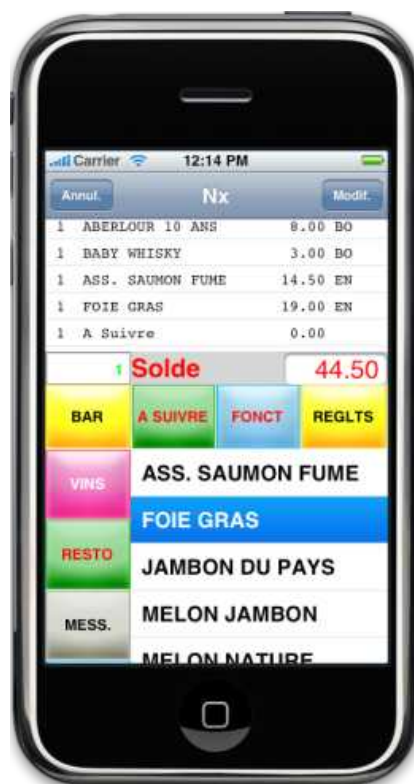 Carrier 12:14 PM
Annul. Nx Modif.
1 ABERLOUR 10 ANS 8.00 BO
1 BABY WHISKY 3.00 BO
1 ASS. SAUMON FUME 14.50 EN
1 FOIE GRAS 19.00 EN
1 A Suivre 0.00
1 Solde 44.50
BAR A SUIVRE FONCT REGLTS
VINS
RESTO
MESS.
ASS. SAUMON FUME
FOIE GRAS
JAMBON DU PAYS
MELON JAMBON
MELON NATURE